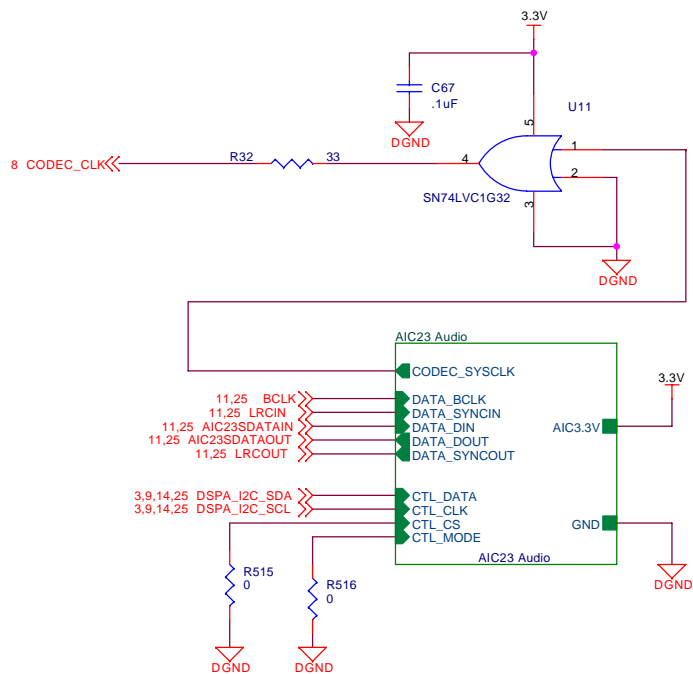 3.3V
C67
.1uF
DGND
U11
5
1
8 CODEC_CLK
R32
33
4
2
SN74LVC1G32
3
DGND
AIC23 Audio
CODEC_SYSCLK
3.3V
11,25 BCLK
DATA_BCLK
11,25 LRCIN
DATA_SYNCIN
11,25 AIC23SDATAIN
DATA_DIN
AIC3.3V
11,25 AIC23SDATAOUT
DATA_DOUT
11,25 LRCOUT
DATA_SYNCOUT
3,9,14,25 DSPA_I2C_SDA
CTL_DATA
3,9,14,25 DSPA_I2C_SCL
CTL_CLK
CTL_CS
GND
CTL_MODE
AIC23 Audio
R515
0
R516
0
DGND
DGND
DGND